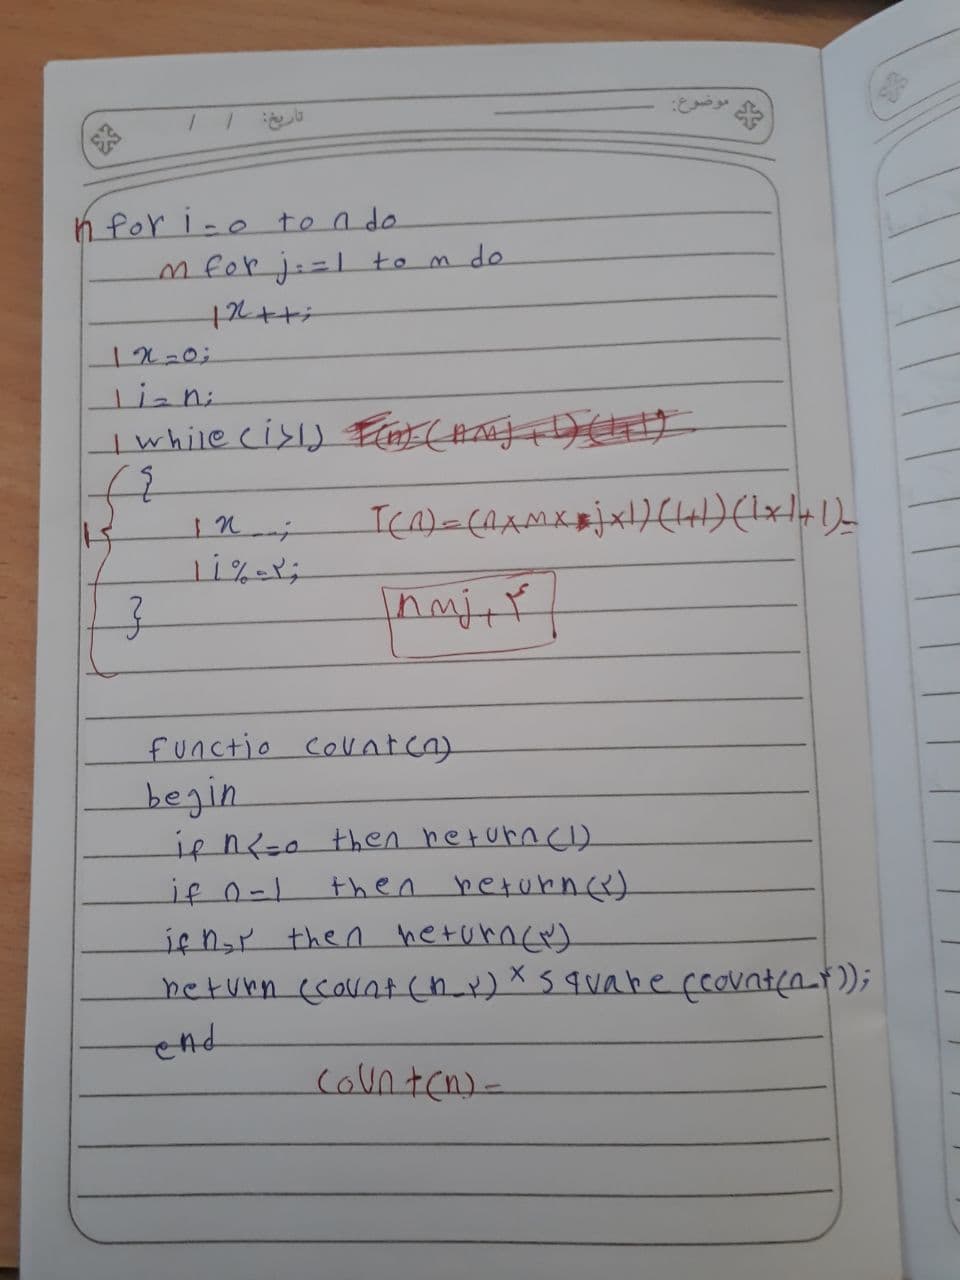 موضوع:
تاریخ: / /
n for i=0 to n do
m for j:=1 to m do
1 x++;
1 x=0;
1 i=n;
1 while (i>1)
{
1 x--; T(n)=(n×m×j×1)(1+1)(1×1+1)=
1 i%=۲;
} nmj+۴
functio count(n)
begin
if n<=0 then return(1)
if n=1 then return(۲)
if n=۲ then return
return (count(n-۲)×square (count
end
count(n)=